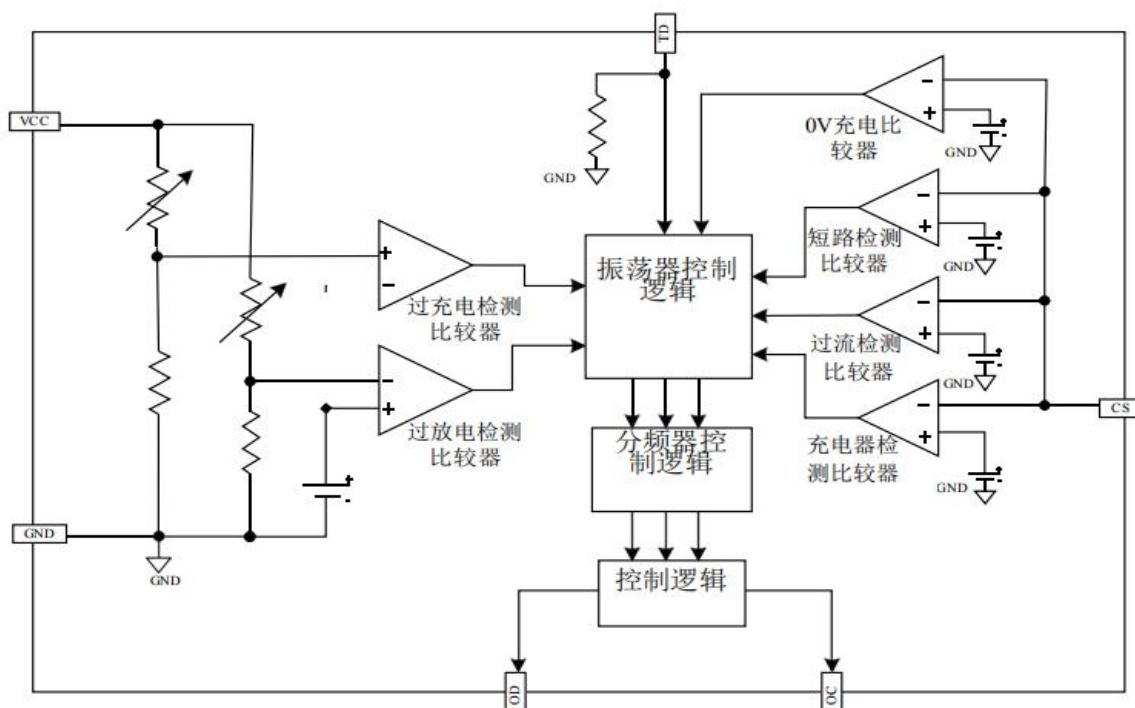 TD
VCC
0V充电比
较器
GND
GND
短路检测
比较器
GND
振荡器控制
逻辑
过充电检测
比较器
过流检测
比较器
GND
CS
过放电检测
比较器
分频器控
制逻辑
充电器检
测比较器
GND
GND
GND
控制逻辑
OD
OC
+
-
-
+
-
+
-
+
-
+
-
+
+
-
+
-
+
-
+
-
+
-